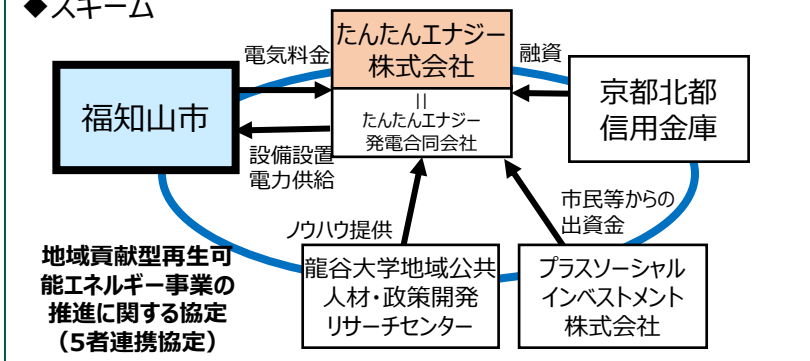 ◆スキーム
たんたんエナジー
株式会社
電気料金
融資
福知山市
||
たんたんエナジー
発電合同会社
京都北都
信用金庫
設備設置
電力供給
市民等からの
出資金
ノウハウ提供
地域貢献型再生可
能エネルギー事業の
推進に関する協定
（5者連携協定）
龍谷大学地域公共
人材・政策開発
リサーチセンター
プラスソーシャル
インベストメント
株式会社